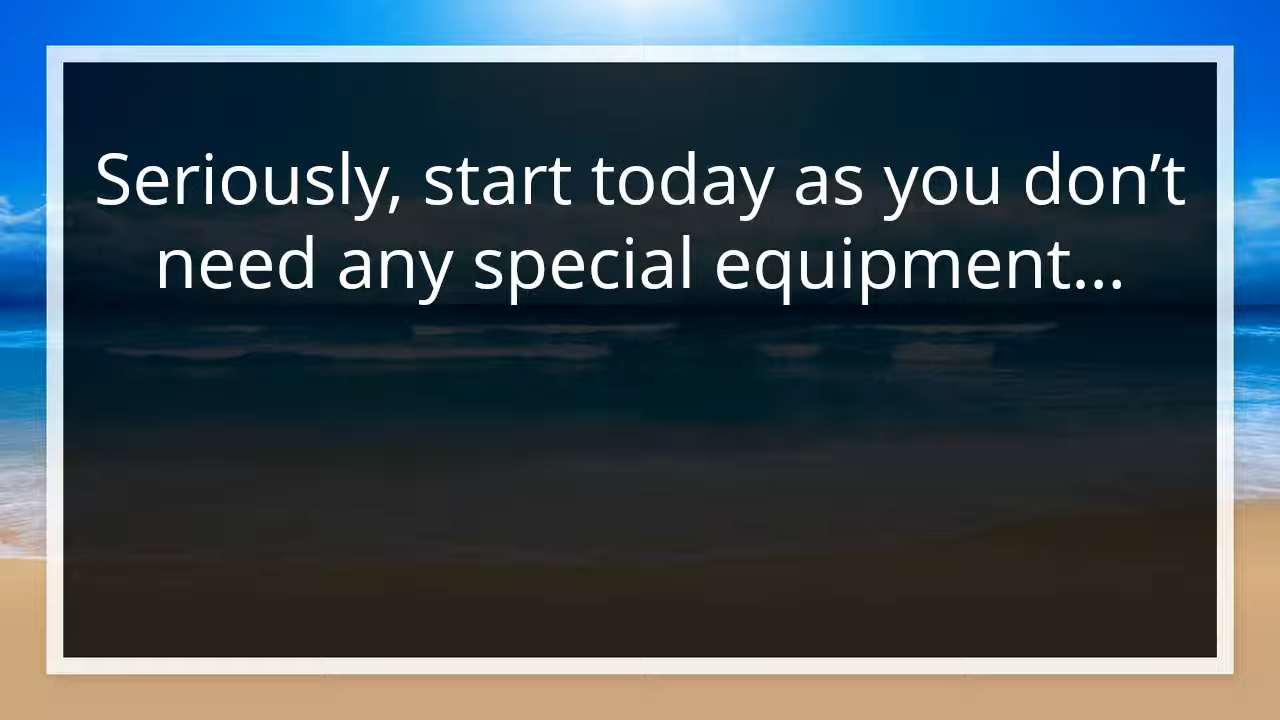 Seriously, start today as you don’t
need any special equipment...